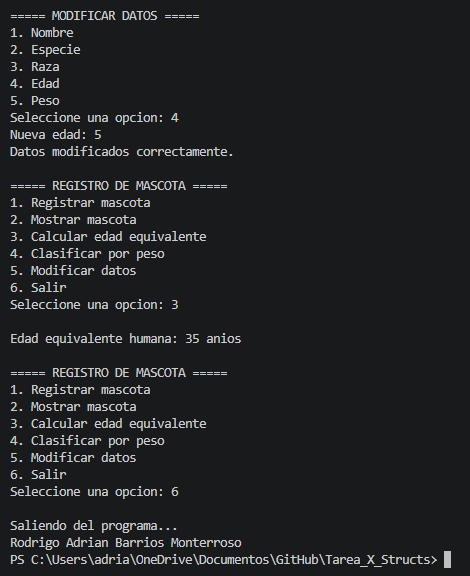 ===== MODIFICAR DATOS =====
1. Nombre
2. Especie
3. Raza
4. Edad
5. Peso
Seleccione una opcion: 4
Nueva edad: 5
Datos modificados correctamente.
===== REGISTRO DE MASCOTA =====
1. Registrar mascota
2. Mostrar mascota
3. Calcular edad equivalente
4. Clasificar por peso
5. Modificar datos
6. Salir
Seleccione una opcion: 3
Edad equivalente humana: 35 anios
===== REGISTRO DE MASCOTA =====
1. Registrar mascota
2. Mostrar mascota
3. Calcular edad equivalente
4. Clasificar por peso
5. Modificar datos
6. Salir
Seleccione una opcion: 6
Saliendo del programa...
Rodrigo Adrian Barrios Monterroso
PS C:\Users\adria\OneDrive\Documentos\GitHub\Tarea_X_Structs>